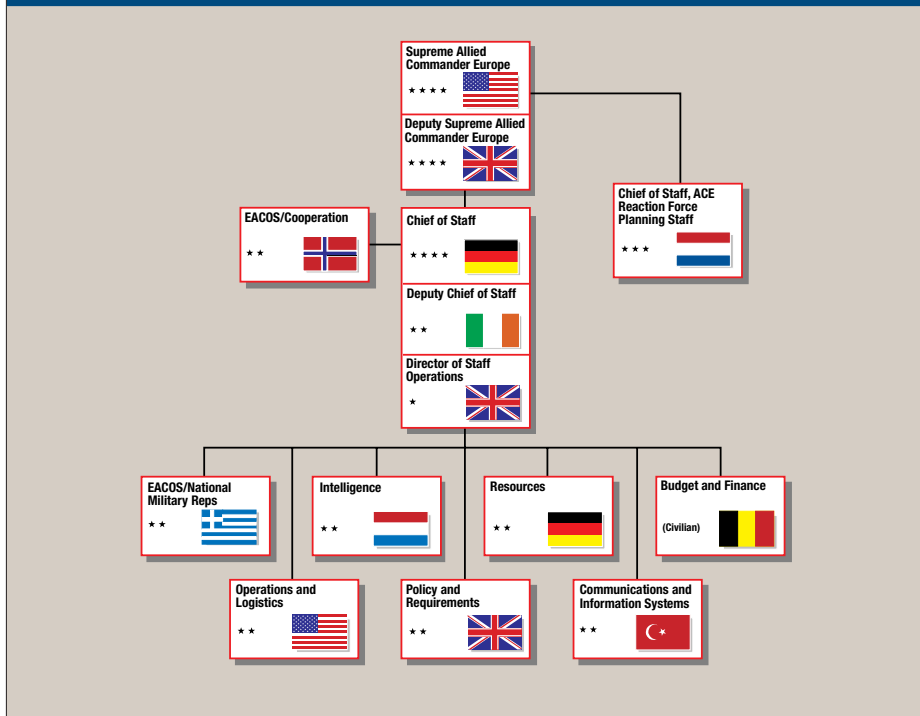 Supreme Allied
Commander Europe
★ ★ ★ ★
Deputy Supreme Allied
Commander Europe
★ ★ ★ ★
Chief of Staff, ACE
Reaction Force
Planning Staff
★ ★ ★
EACOS/Cooperation
★ ★
Chief of Staff
★ ★ ★ ★
Deputy Chief of Staff
★ ★
Director of Staff
Operations
★
EACOS/National
Military Reps
★ ★
Intelligence
★ ★
Resources
★ ★
Budget and Finance
(Civilian)
Operations and
Logistics
★ ★
Policy and
Requirements
★ ★
Communications and
Information Systems
★ ★